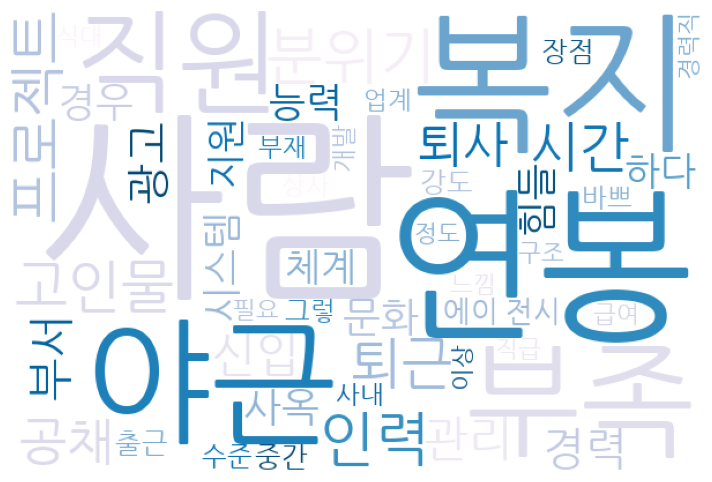 식대
직원
분위기
복지
장점
경력직
프로젝트
경우
능력
업계
광고
지원
부재
개발
퇴사
시간
하다
사람
상시
강도
힘들
바쁘
연봉
시스템
체계
정도
구조
고인물
느낌
필요
그렇
문화
에이 전시
급여
부서
야근
신입
퇴근
이상
직급
부족
사내
사옥
공채
출근
인력
관리
경력
수준
중간